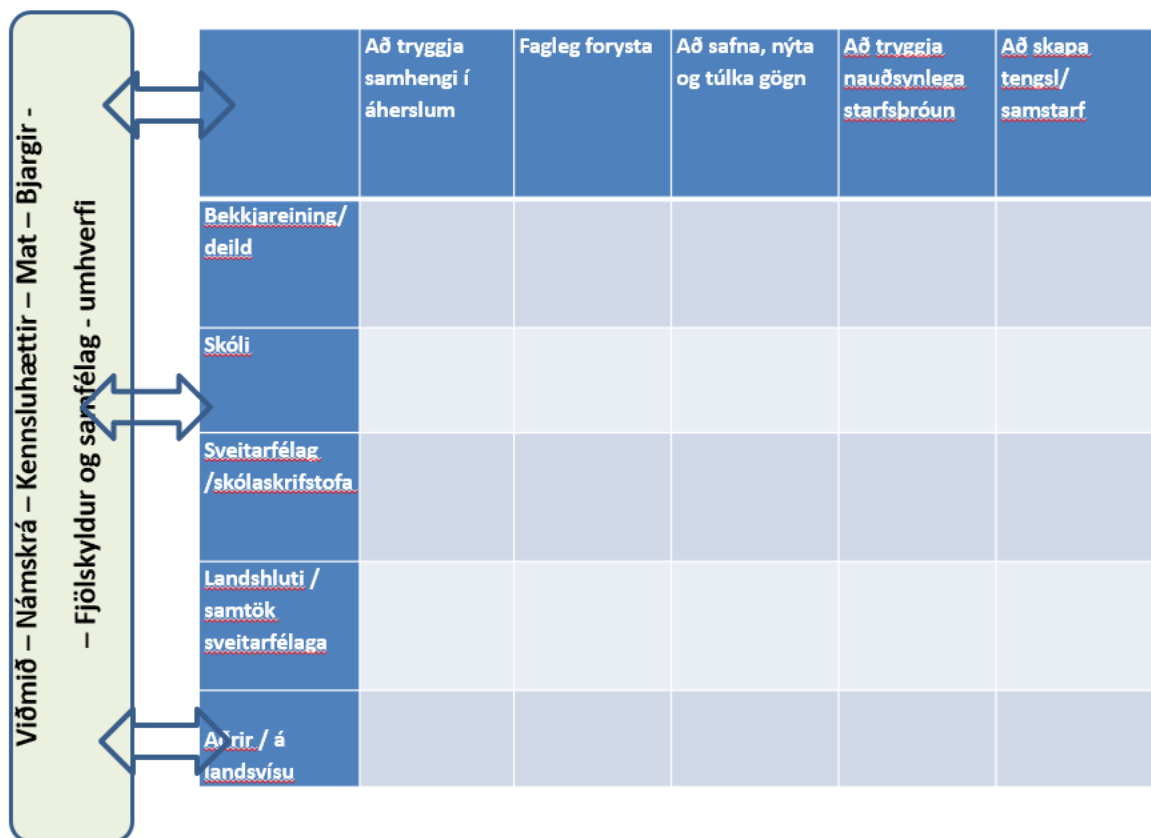 Viðmið – Námskrá – Kennsluhættir – Mat – Bjargir -
– Fjölskyldur og samfélag - umhverfi
Að tryggja
samhengi í
áherslum
Fagleg forysta
Að safna, nýta
og túlka gögn
Að tryggja
nauðsynlega
starfsþróun
Að skapa
tengsl/
samstarf
Bekkjareining/
deild
Skóli
Sveitarfélag
/skólaskrifstofa
Landshluti /
samtök
sveitarfélaga
Aðrir / á
landsvísu